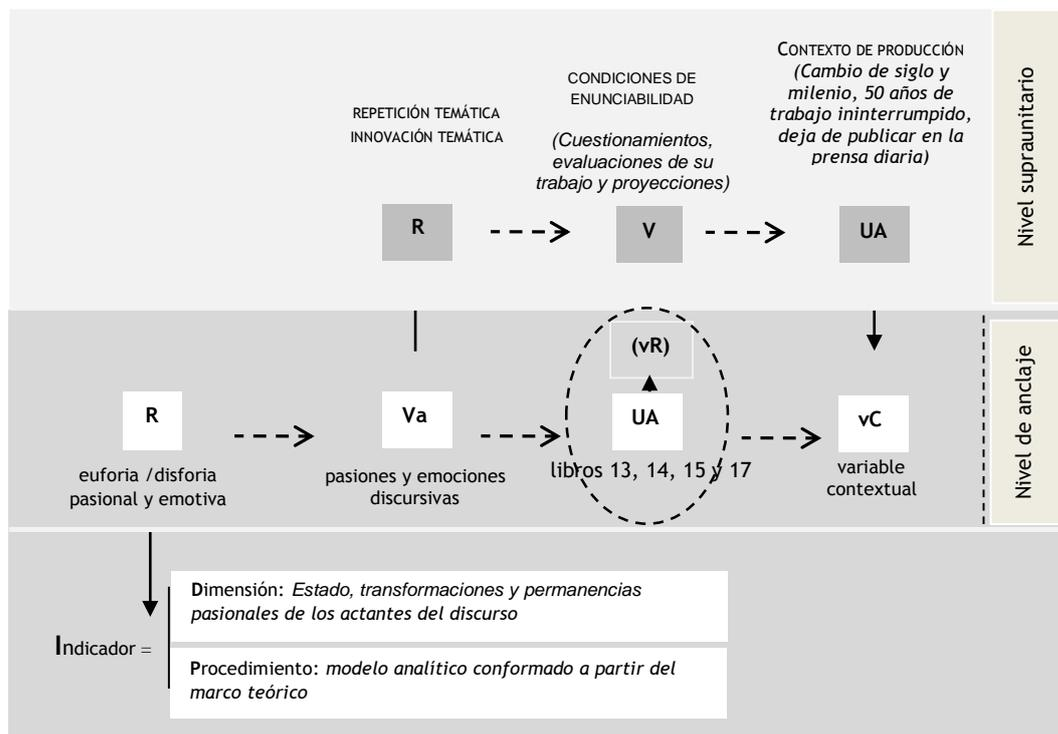 CONTEXTO DE PRODUCCIÓN
(Cambio de siglo y
milenio, 50 años de
trabajo ininterrumpido,
deja de publicar en la
prensa diaria)
CONDICIONES DE
ENUNCIABILIDAD
(Cuestionamientos,
evaluaciones de su
trabajo y proyecciones)
REPETICIÓN TEMÁTICA
INNOVACIÓN TEMÁTICA
R
V
UA
Nivel supraunitario
(vR)
R
Va
UA
vC
euforia /disforia
pasional y emotiva
pasiones y emociones
discursivas
libros 13, 14, 15 y 17
variable
contextual
Nivel de anclaje
Indicador =
Dimensión: Estado, transformaciones y permanencias
pasionales de los actantes del discurso
Procedimiento: modelo analítico conformado a partir del
marco teórico